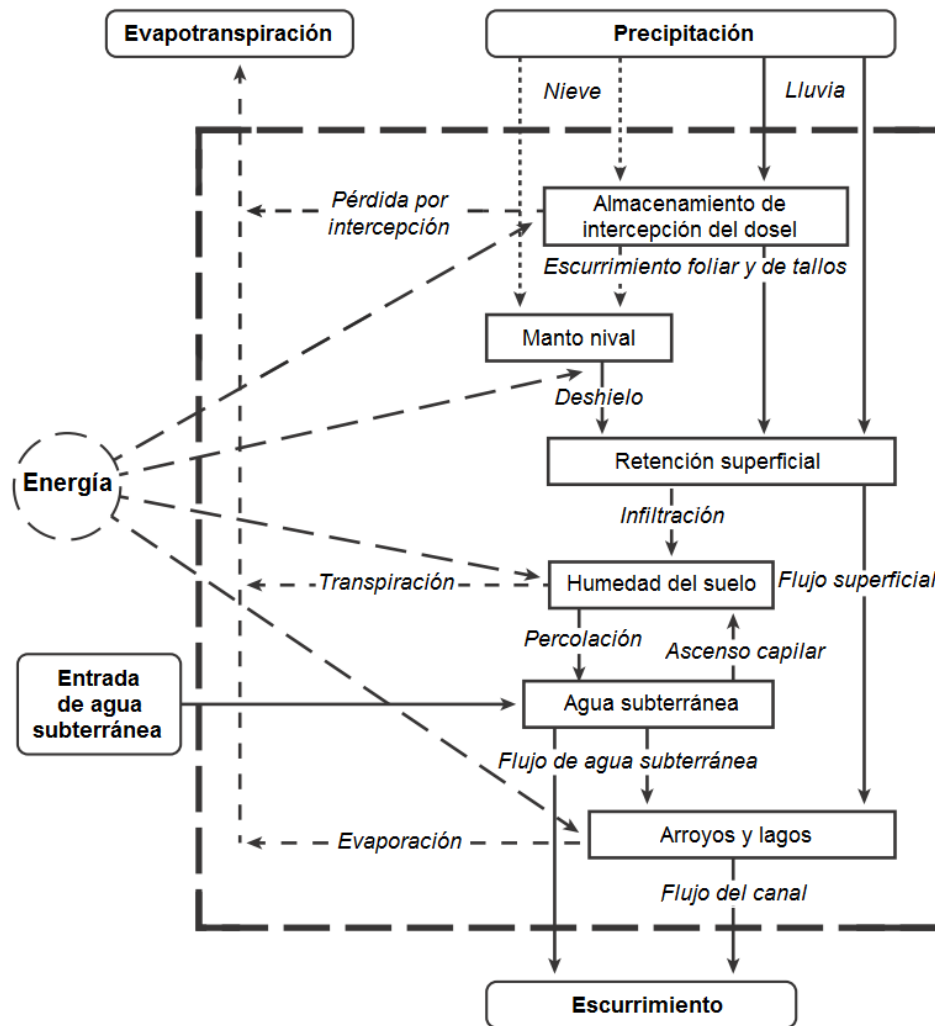 Evapotranspiración
Precipitación
Nieve
Lluvia
Pérdida por
intercepción
Almacenamiento de
intercepción del dosel
Escurrimiento foliar y de tallos
Manto nival
Deshielo
Retención superficial
Energía
Infiltración
Transpiración
Humedad del suelo
Flujo superficial
Percolación
Ascenso capilar
Entrada
de agua
subterránea
Agua subterránea
Flujo de agua subterránea
Evaporación
Arroyos y lagos
Flujo del canal
Escurrimiento